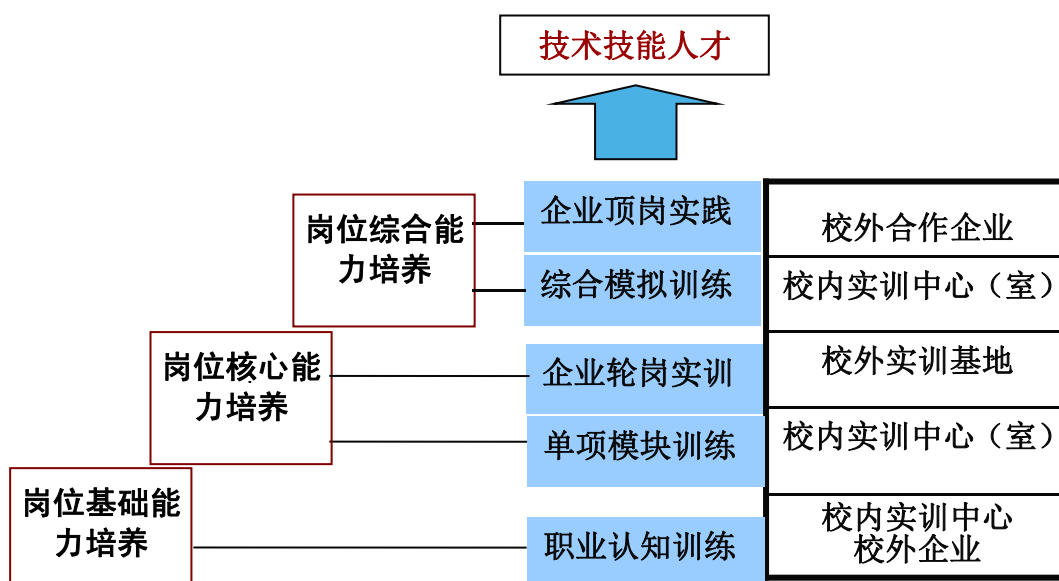 技术技能人才
企业顶岗实践
校外合作企业
岗位综合能
力培养
综合模拟训练
校内实训中心（室）
岗位核心能
力培养
企业轮岗实训
校外实训基地
单项模块训练
校内实训中心（室）
岗位基础能
力培养
职业认知训练
校内实训中心
校外企业